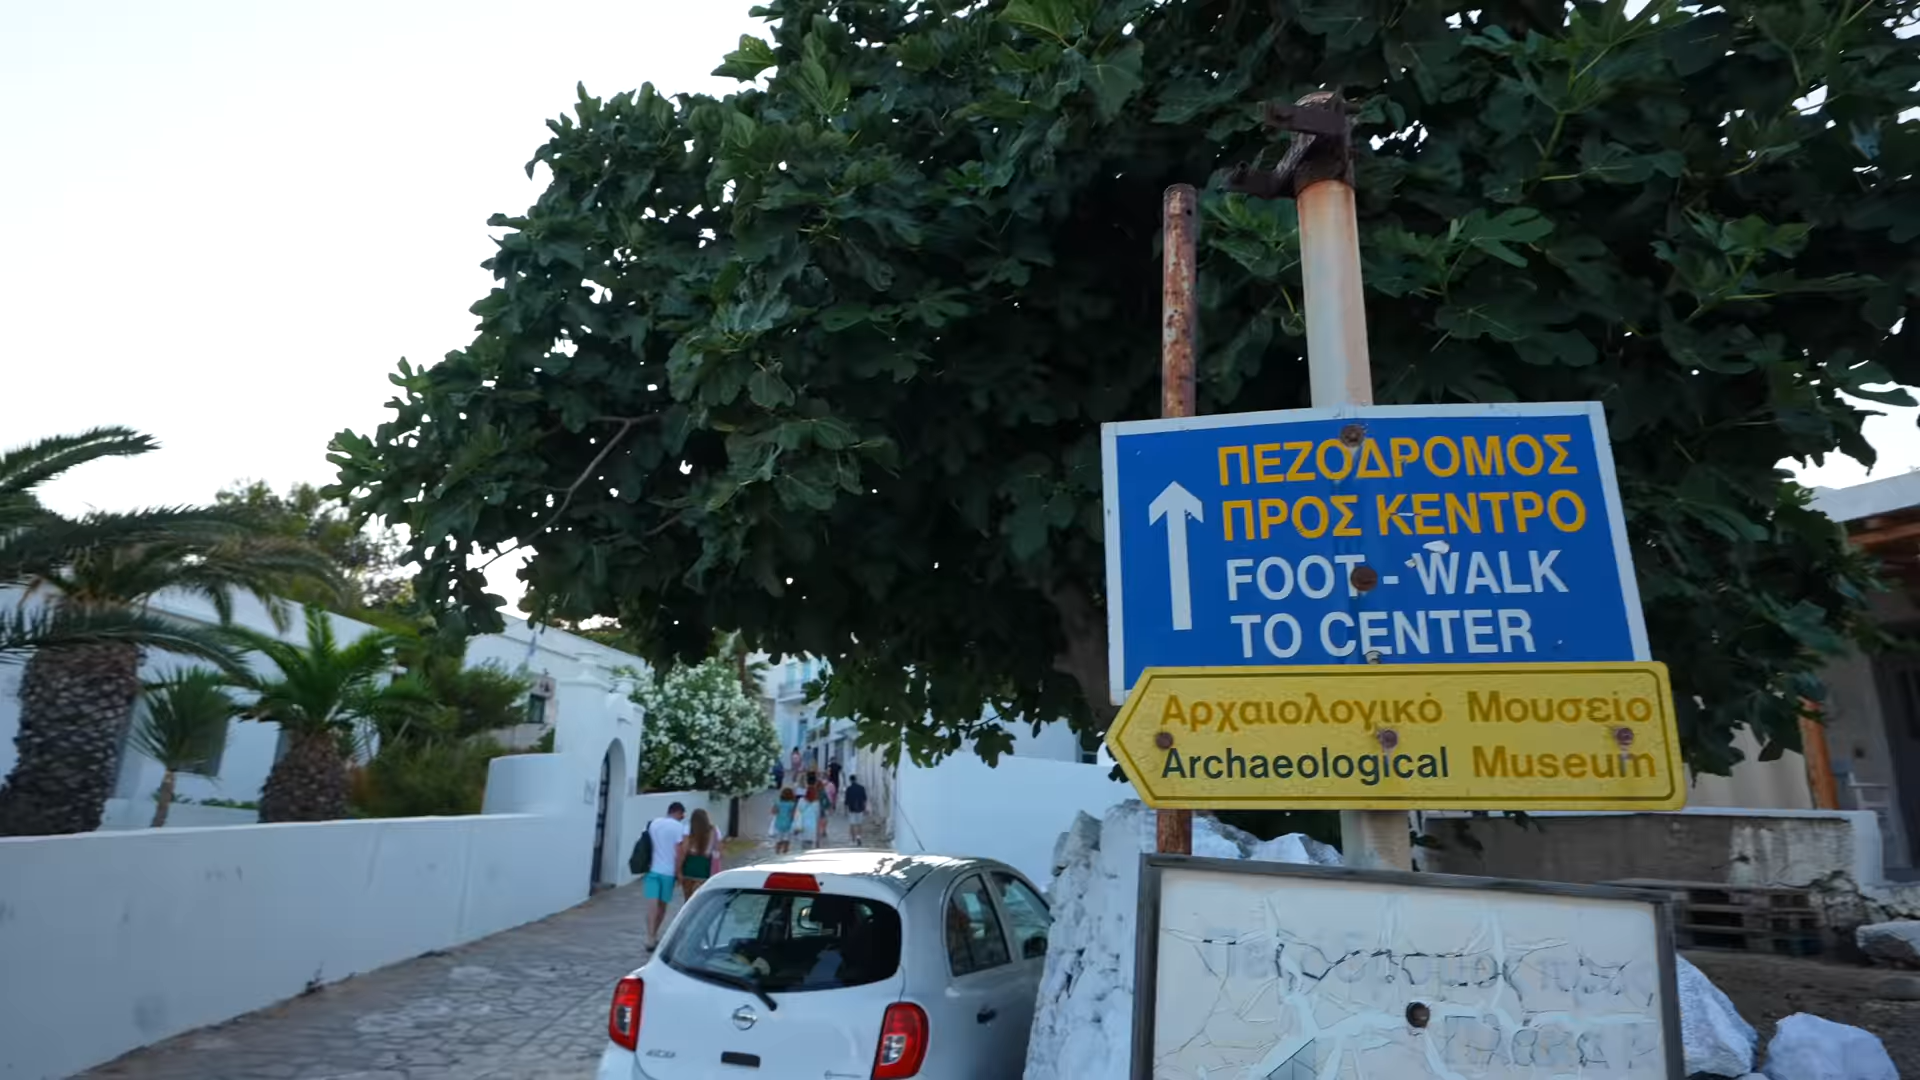 ΠΕΖΟΔΡΟΜΟΣ
ΠΡΟΣ ΚΕΝΤΡΟ
FOOT - WALK
TO CENTER
Αρχαιολογικό Μουσείο
Archaeological Museum